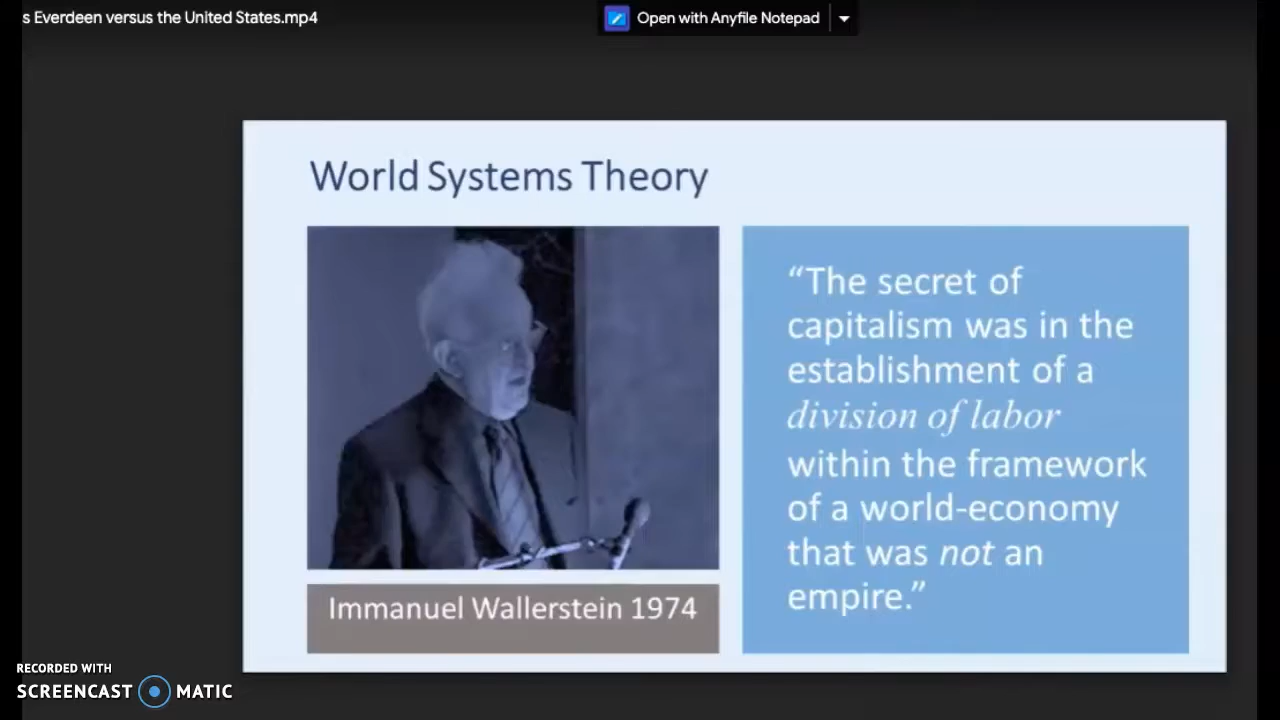 s Everdeen versus the United States.mp4
Open with Anyfile Notepad
World Systems Theory
“The secret of
capitalism was in the
establishment of a
division of labor
within the framework
of a world-economy
that was not an
empire.”
Immanuel Wallerstein 1974
RECORDED WITH
SCREENCAST MATIC